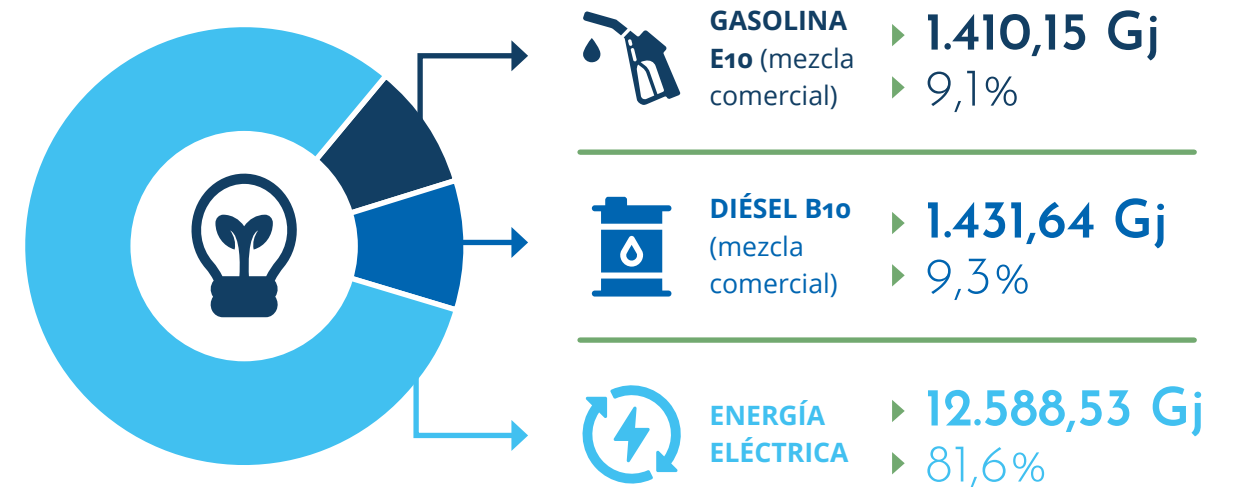 GASOLINA
E10 (mezcla
comercial)
1.410,15 Gj
9,1%
DIÉSEL B10
(mezcla
comercial)
1.431,64 Gj
9,3%
ENERGÍA
ELÉCTRICA
12.588,53 Gj
81,6%